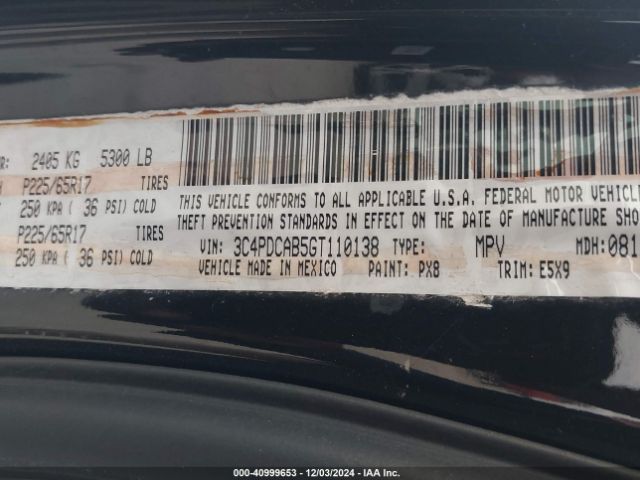 2405 KG 5300 LB
P225/65R17 TIRES
250 KPA ( 36 PSI) COLD
P225/65R17 TIRES
250 KPA ( 36 PSI) COLD
THIS VEHICLE CONFORMS TO ALL APPLICABLE U.S.A. FEDERAL MOTOR VEHICLE
THEFT PREVENTION STANDARDS IN EFFECT ON THE DATE OF MANUFACTURE SHO
VIN: 3C4PDCAB5GT110138 TYPE: MPV MDH: 081
VEHICLE MADE IN MEXICO PAINT: PX8 TRIM: E5X9
000-40999653 - 12/03/2024 - IAA Inc.